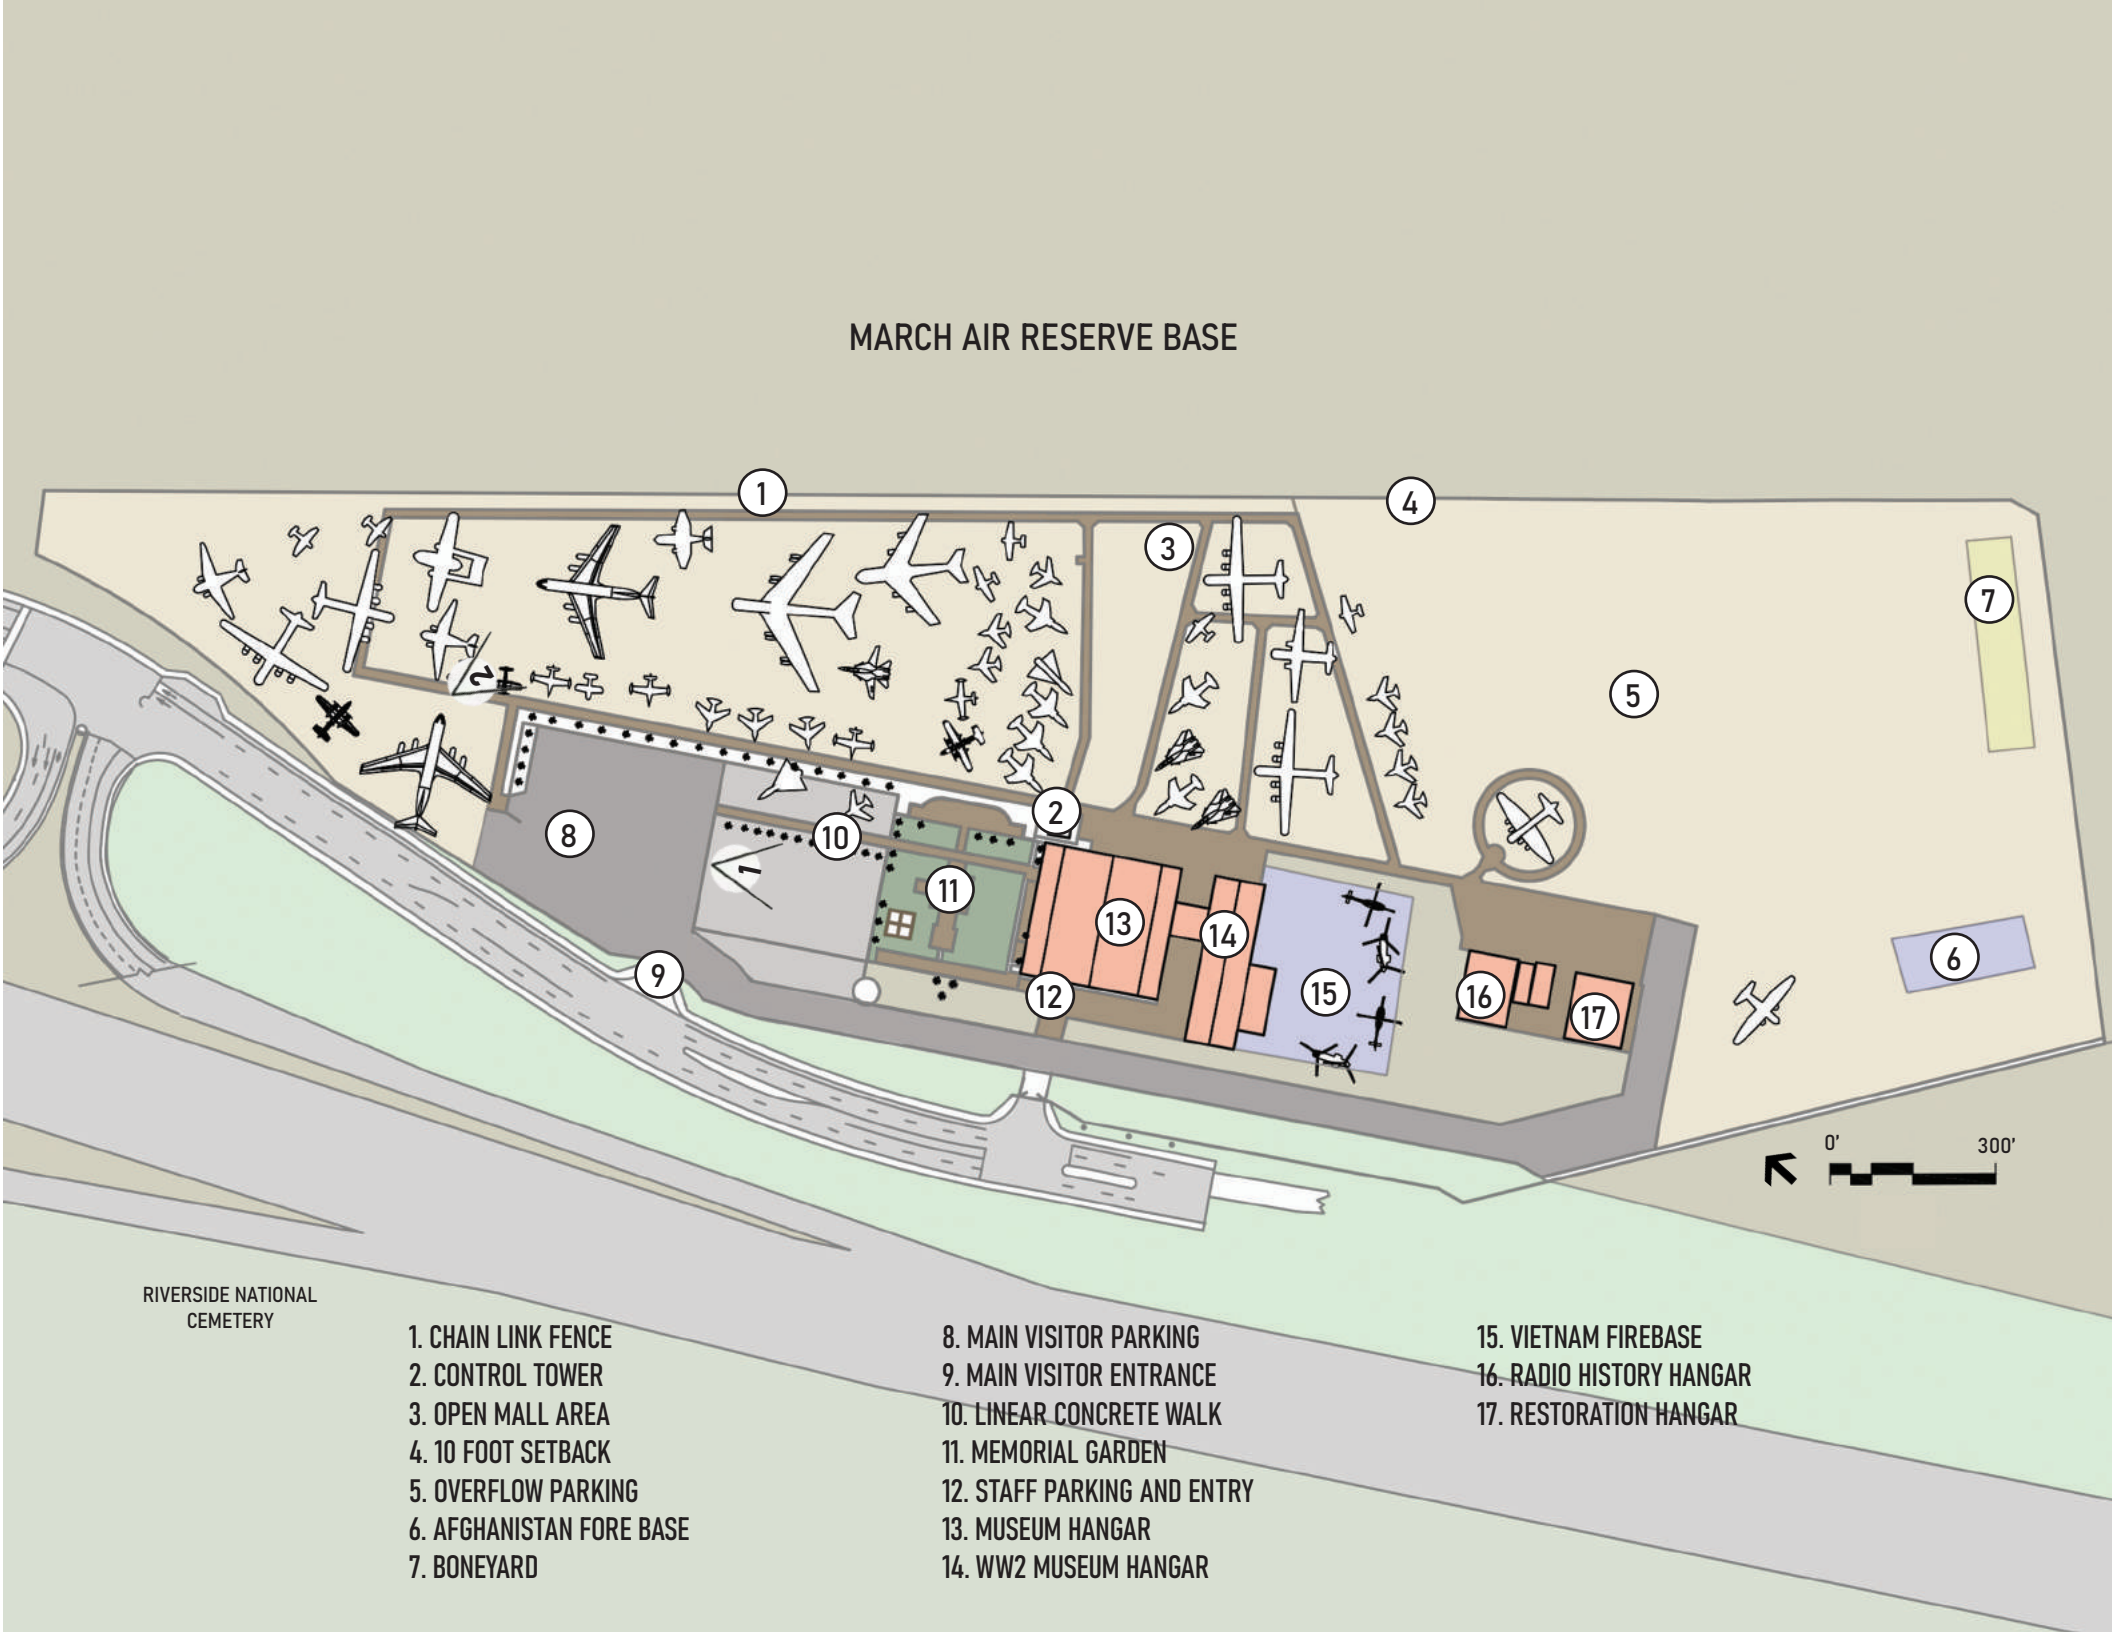 MARCH AIR RESERVE BASE
1
4
3
7
2
5
2
8
10
1
11
13
14
6
9
12
15
16
17
0'
300'
RIVERSIDE NATIONAL
CEMETERY
1. CHAIN LINK FENCE
2. CONTROL TOWER
3. OPEN MALL AREA
4. 10 FOOT SETBACK
5. OVERFLOW PARKING
6. AFGHANISTAN FORE BASE
7. BONEYARD
8. MAIN VISITOR PARKING
9. MAIN VISITOR ENTRANCE
10. LINEAR CONCRETE WALK
11. MEMORIAL GARDEN
12. STAFF PARKING AND ENTRY
13. MUSEUM HANGAR
14. WW2 MUSEUM HANGAR
15. VIETNAM FIREBASE
16. RADIO HISTORY HANGAR
17. RESTORATION HANGAR